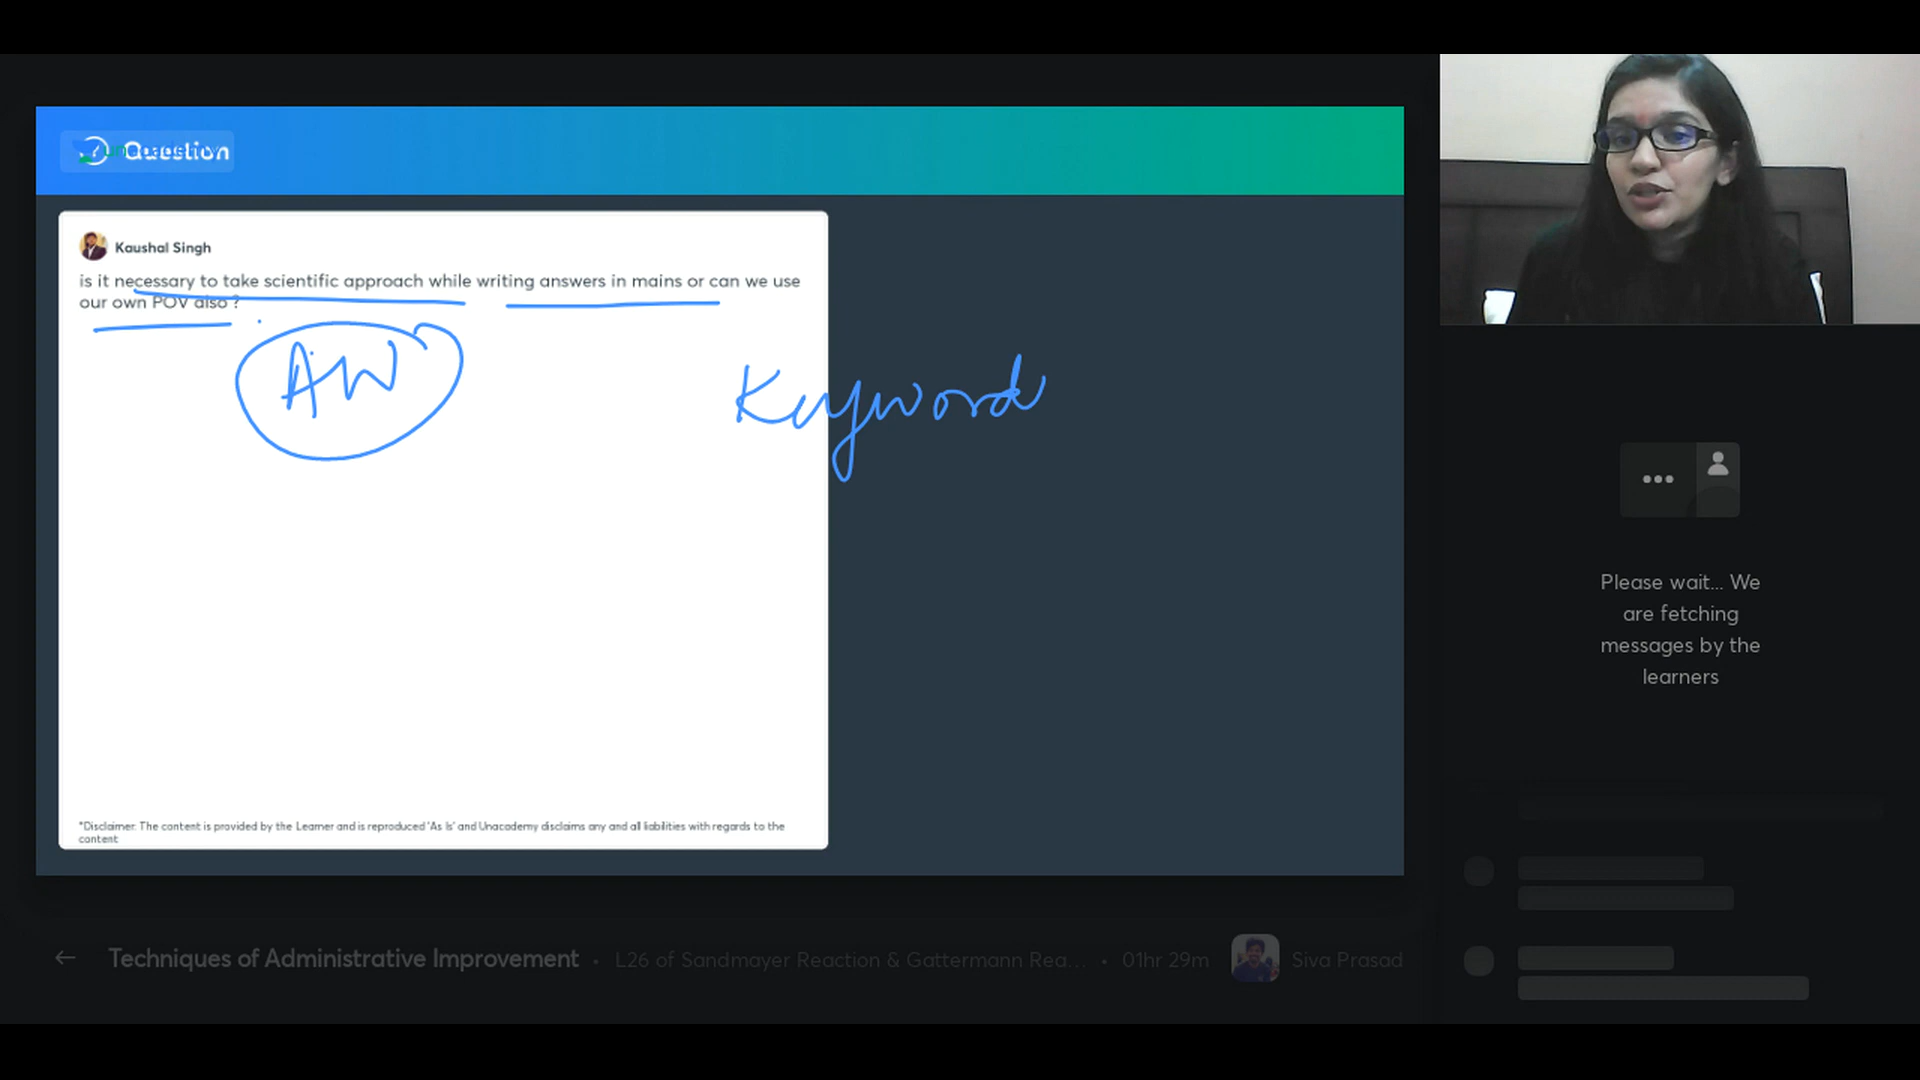 Question
Kaushal Singh
is it necessary to take scientific approach while writing answers in mains or can we use
our own POV also ?
AW
Keyword
*Disclaimer: The content is provided by the Learner and is reproduced 'As Is' and Unacademy disclaims any and all liabilities with regards to the
content
Please wait... We
are fetching
messages by the
learners
Techniques of Administrative Improvement • L26 of Sandmayer Reaction & Gattermann Rea... • 01hr 29m Siva Prasad